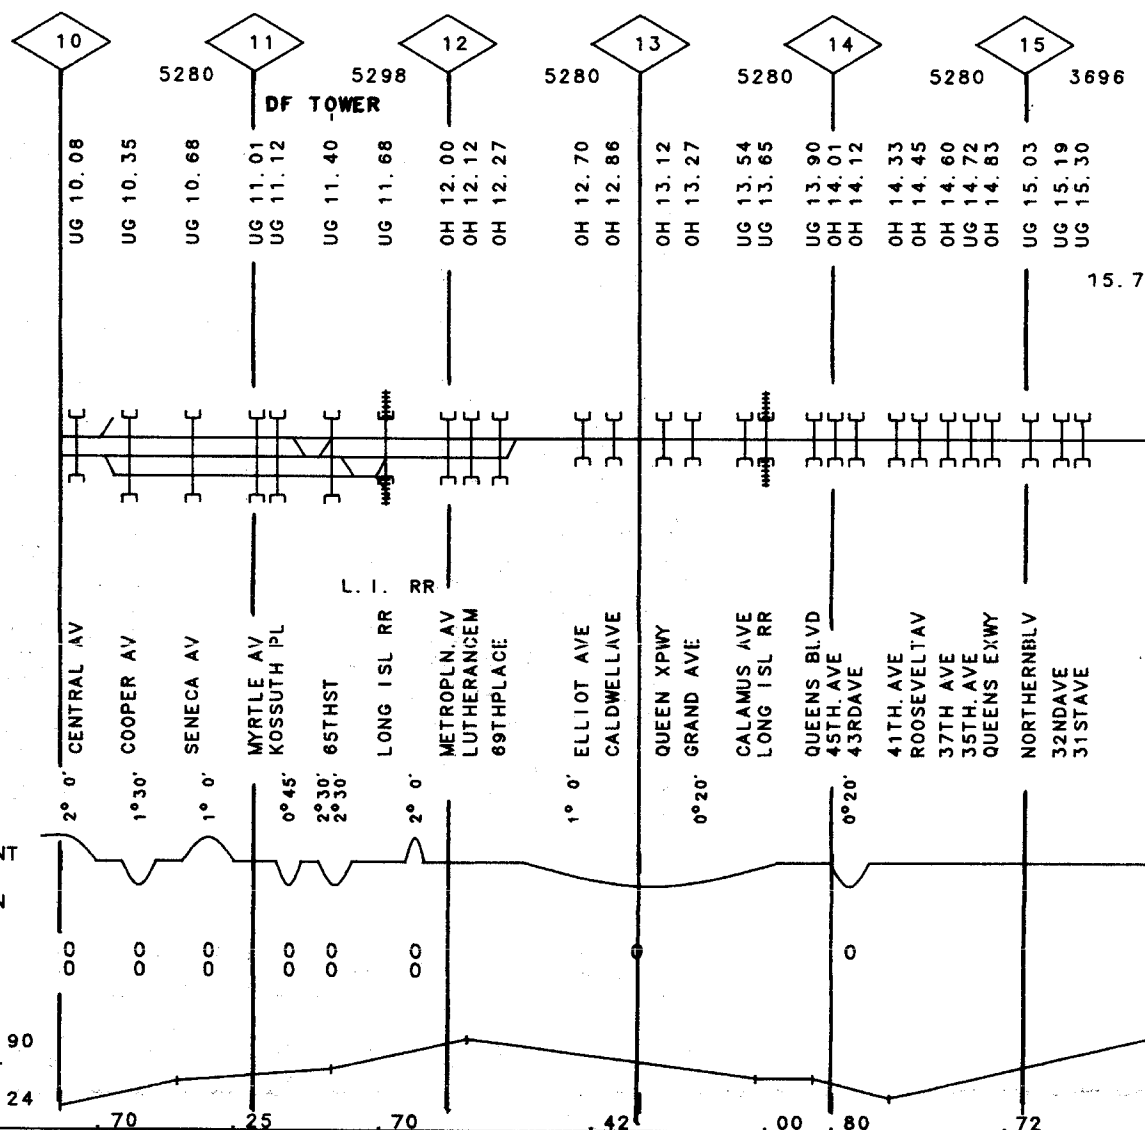 10 11 12 13 14 15
5280 5298 5280 5280 5280 3696
DF TOWER
UG 10.08
UG 10.35
UG 10.68
UG 11.01
UG 11.12
UG 11.40
UG 11.68
OH 12.00
OH 12.12
OH 12.27
OH 12.70
OH 12.86
OH 13.12
OH 13.27
UG 13.54
UG 13.65
UG 13.90
OH 14.01
OH 14.12
OH 14.33
OH 14.45
OH 14.60
UG 14.72
OH 14.83
UG 15.03
UG 15.19
UG 15.30
15.7
L. I. RR
CENTRAL AV
COOPER AV
SENECA AV
MYRTLE AV
KOSSUTH PL
65THST
LONG ISL RR
METROPLN.AV
LUTHERANCEM
69THPLACE
ELLIOT AVE
CALDWELLAVE
QUEEN XPWY
GRAND AVE
CALAMUS AVE
LONG ISL RR
QUEENS BLVD
45TH.AVE
43RDAVE
41TH.AVE
ROOSEVELTAV
37TH AVE
35TH.AVE
QUEENS EXWY
NORTHERNBLV
32NDAVE
31STAVE
2° 0'
1°30'
1° 0'
0°45'
2°30'
2°30'
2° 0'
1° 0'
0°20'
0°20'
NT
N
0 0 0 0 0 0 0 0
0 0 0 0 0 0
90
24
.70 .25 .70 .42 .00 .80 .72